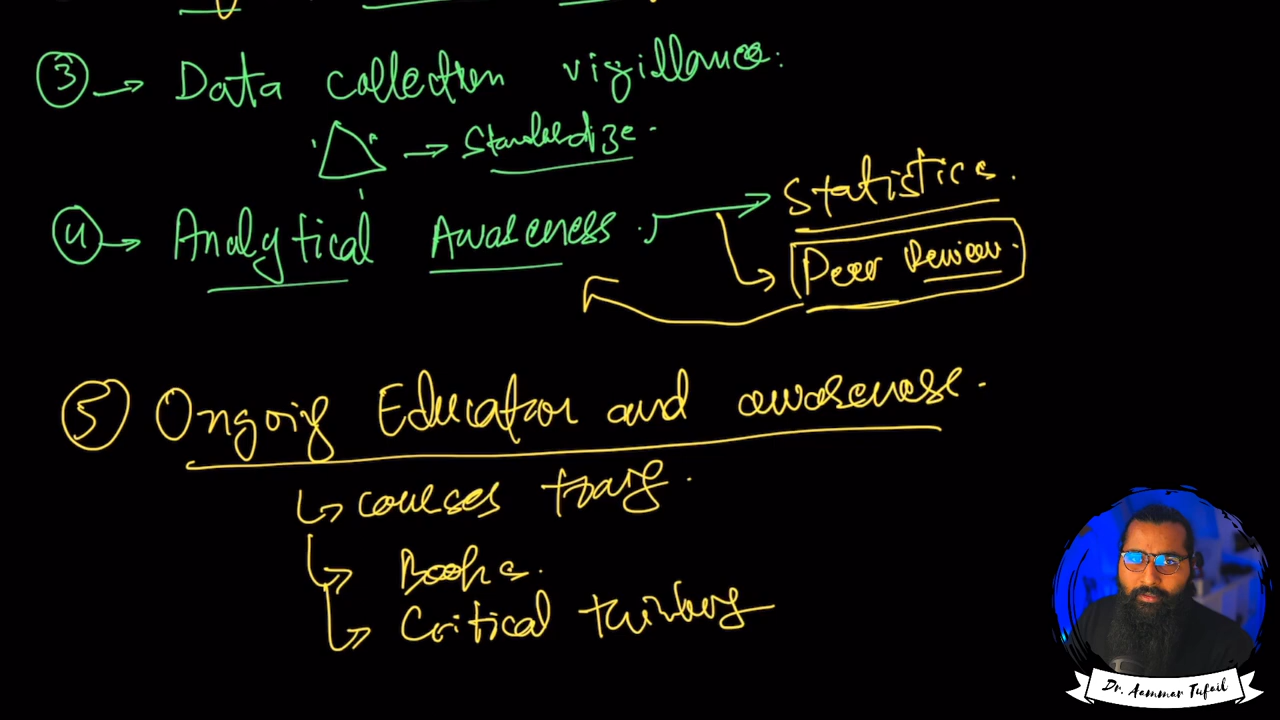 ③ → Data collection vigillance.
→ Standardize.
④ → Analytical Awareness. → Statistics.
Peer Review.
⑤ Ongoing Education and awareness.
↳ courses traing.
↳ Books.
↳ Critical thinking
Dr. Aammar Tufail